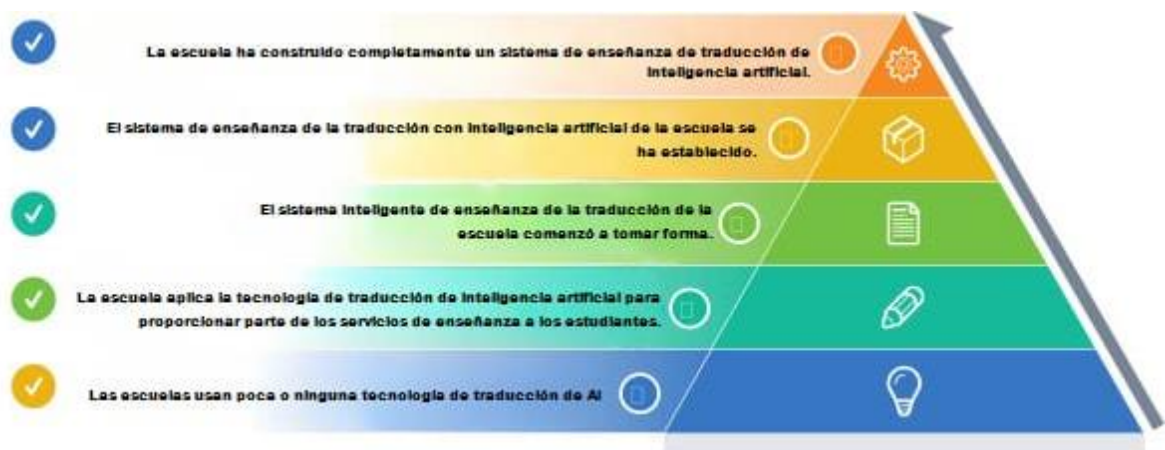 La escuela ha construido completamente un sistema de enseñanza de traducción de
inteligencia artificial.
El sistema de enseñanza de la traducción con inteligencia artificial de la escuela se
ha establecido.
El sistema inteligente de enseñanza de la traducción de la
escuela comenzó a tomar forma.
La escuela aplica la tecnología de traducción de inteligencia artificial para
proporcionar parte de los servicios de enseñanza a los estudiantes.
Las escuelas usan poca o ninguna tecnología de traducción de AI